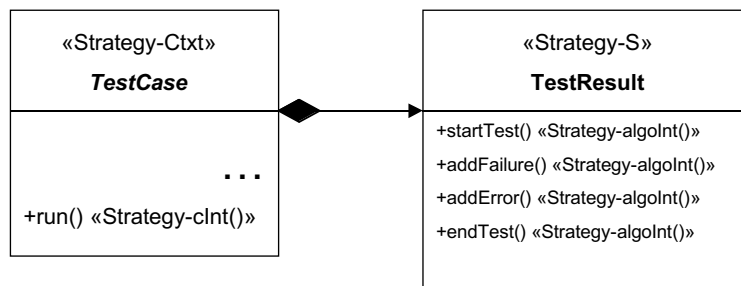 «Strategy-Ctxt»
TestCase
...
+run() «Strategy-cInt()»
«Strategy-S»
TestResult
+startTest() «Strategy-algoInt()»
+addFailure() «Strategy-algoInt()»
+addError() «Strategy-algoInt()»
+endTest() «Strategy-algoInt()»